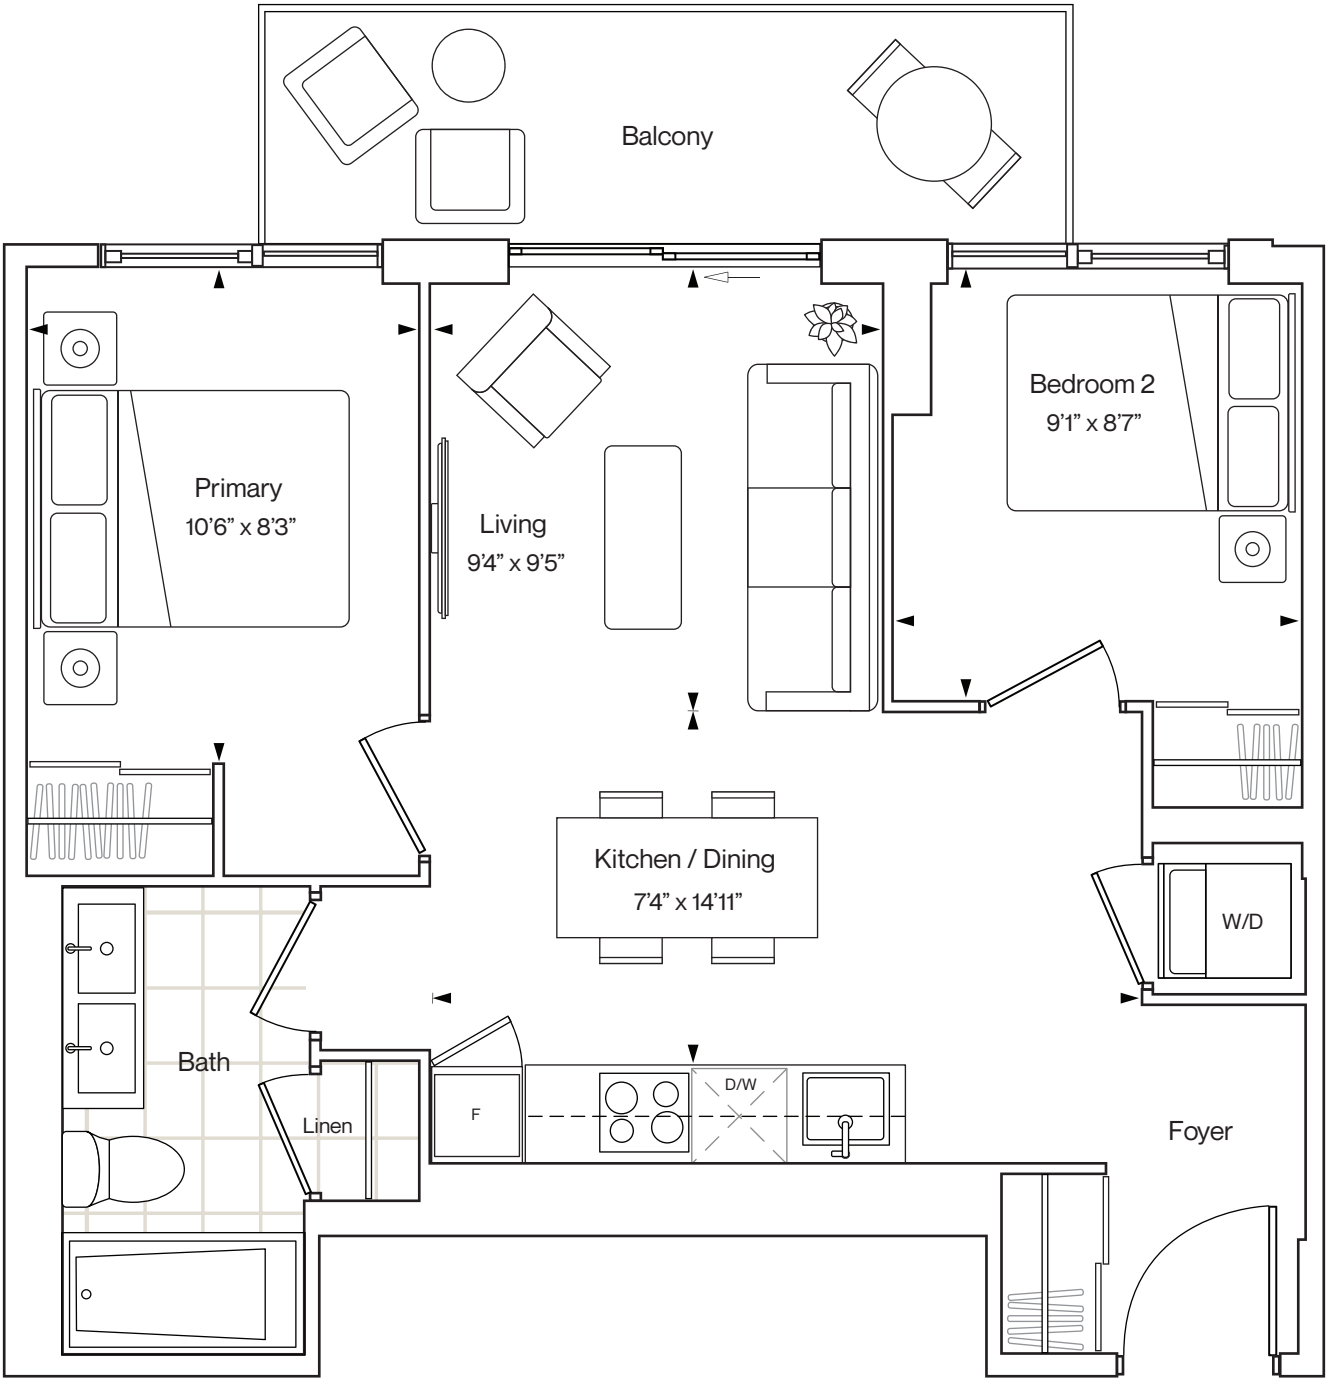 Balcony
Bedroom 2
9'1" x 8'7"
Primary
10'6" x 8'3"
Living
9'4" x 9'5"
Kitchen / Dining
7'4" x 14'11"
W/D
Bath
D/W
F
Linen
Foyer